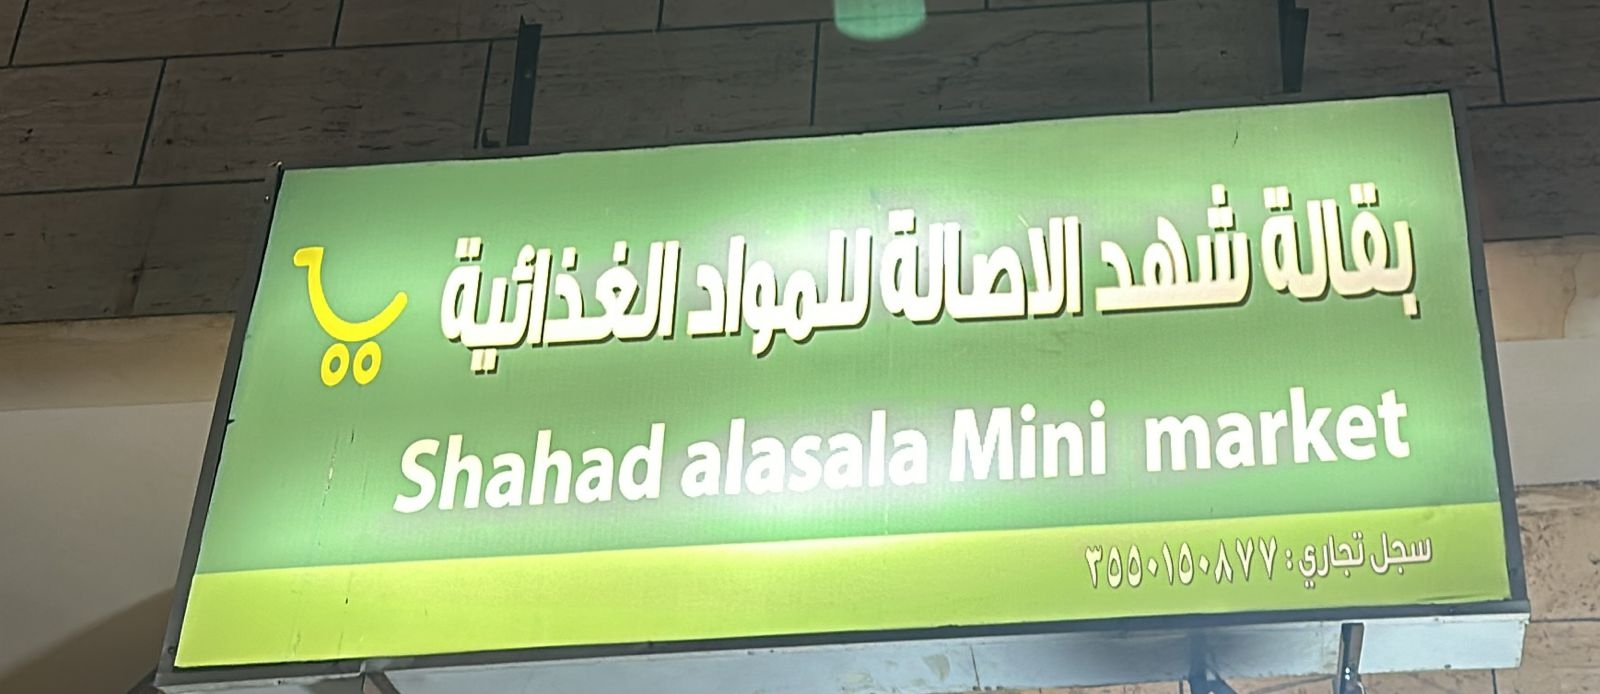 بقالة شهد الاصالة للمواد الغذائية
Shahad alasala Mini market
سجل تجاري: ٣٥٥٠١٥٠٨٧٧